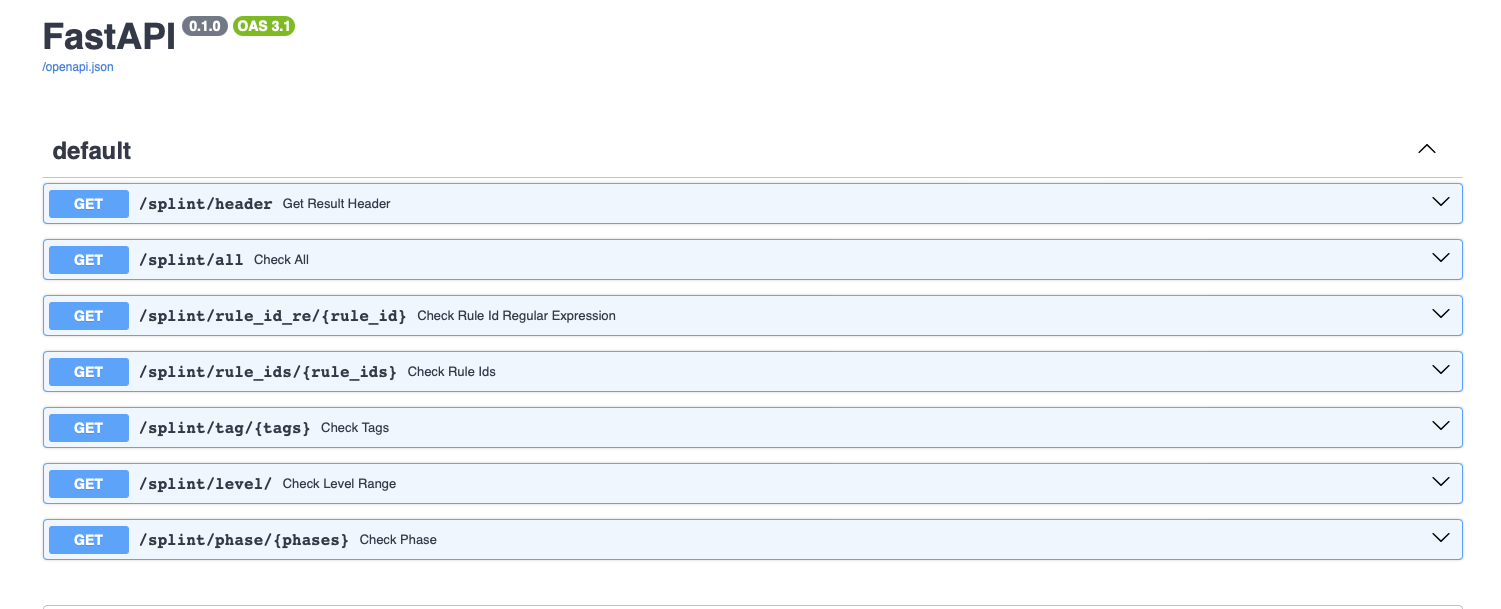 FastAPI 0.1.0 OAS 3.1
/openapi.json
default
GET /splint/header Get Result Header
GET /splint/all Check All
GET /splint/rule_id_re/{rule_id} Check Rule Id Regular Expression
GET /splint/rule_ids/{rule_ids} Check Rule Ids
GET /splint/tag/{tags} Check Tags
GET /splint/level/ Check Level Range
GET /splint/phase/{phases} Check Phase